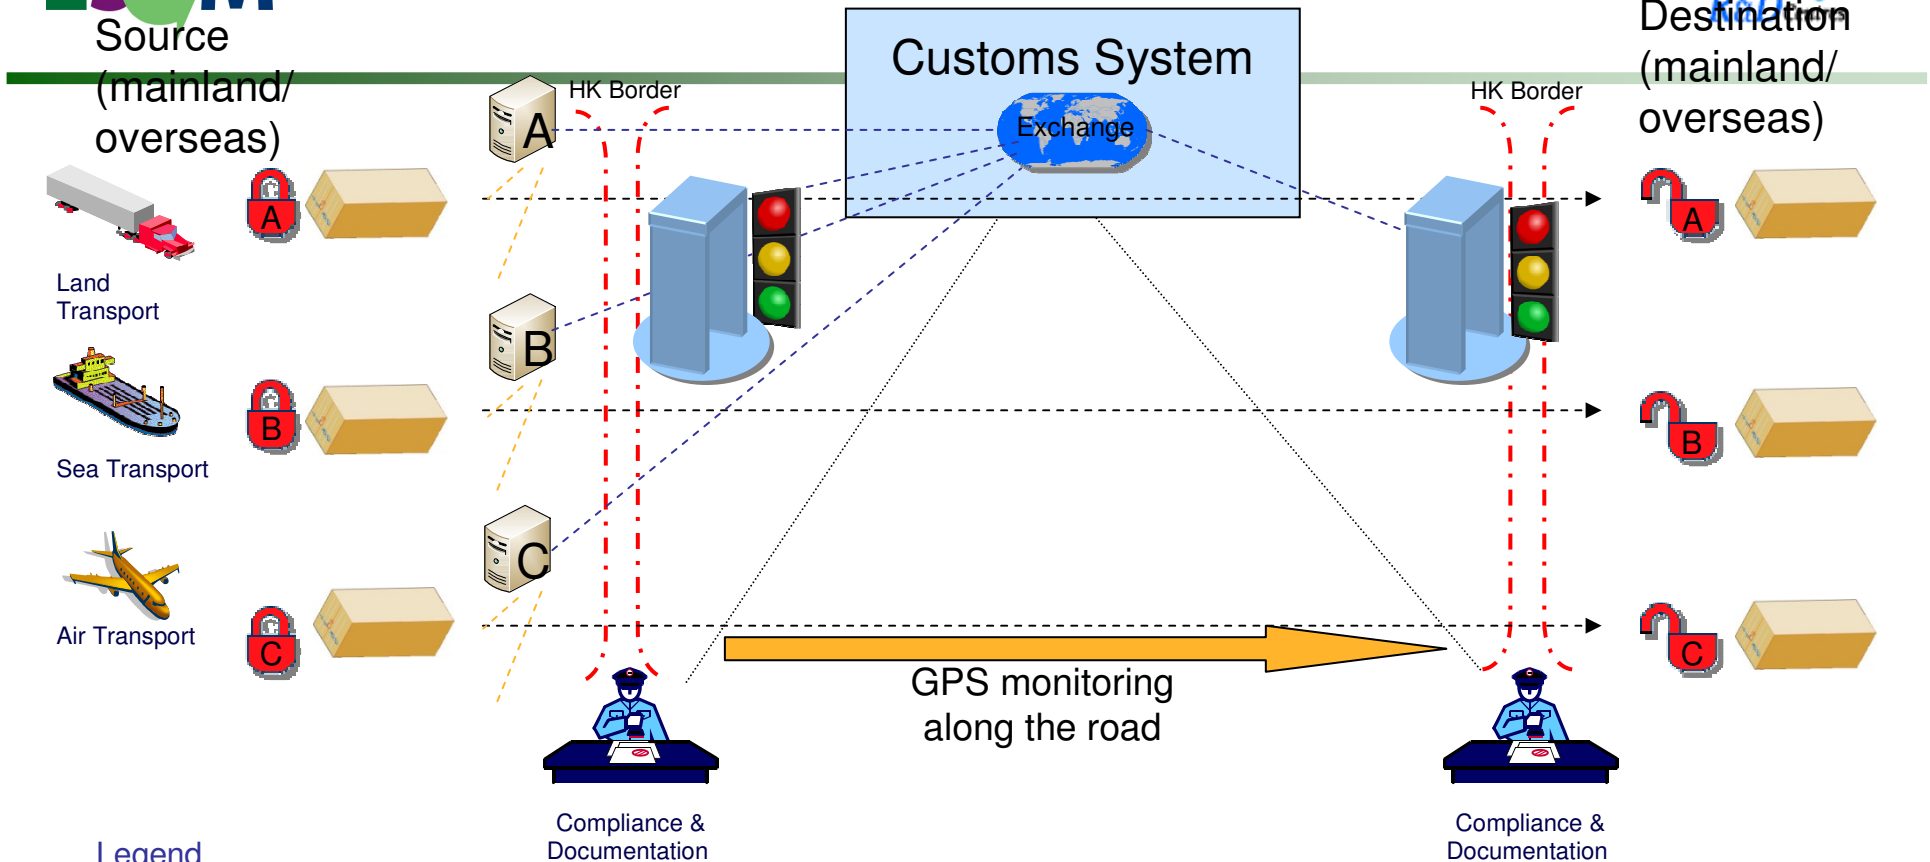 Source
(mainland/
overseas)
Customs System
Exchange
HK Border
HK Border
Destination
(mainland/
overseas)
A
B
C
A
Land
Transport
B
Sea Transport
C
Air Transport
A
B
C
GPS monitoring
along the road
Compliance &
Documentation
Compliance &
Documentation
Legend